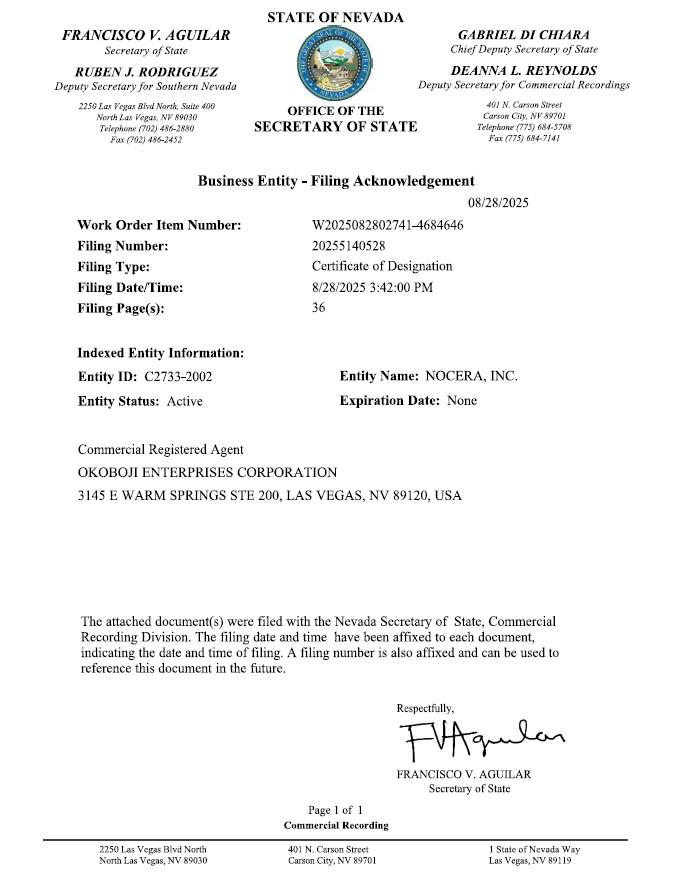 STATE OF NEVADA
FRANCISCO V. AGUILAR
Secretary of State
RUBEN J. RODRIGUEZ
Deputy Secretary for Southern Nevada
2250 Las Vegas Blvd North, Suite 400
North Las Vegas, NV 89030
Telephone (702) 486-2880
Fax (702) 486-2452
OFFICE OF THE
SECRETARY OF STATE
GABRIEL DI CHIARA
Chief Deputy Secretary of State
DEANNA L. REYNOLDS
Deputy Secretary for Commercial Recordings
401 N. Carson Street
Carson City, NV 89701
Telephone (775) 684-5708
Fax (775) 684-7141
Business Entity - Filing Acknowledgement
08/28/2025
Work Order Item Number: W2025082802741-4684646
Filing Number: 20255140528
Filing Type: Certificate of Designation
Filing Date/Time: 8/28/2025 3:42:00 PM
Filing Page(s): 36
Indexed Entity Information:
Entity ID: C2733-2002 Entity Name: NOCERA, INC.
Entity Status: Active Expiration Date: None
Commercial Registered Agent
OKOBOJI ENTERPRISES CORPORATION
3145 E WARM SPRINGS STE 200, LAS VEGAS, NV 89120, USA
The attached document(s) were filed with the Nevada Secretary of State, Commercial
Recording Division. The filing date and time have been affixed to each document,
indicating the date and time of filing. A filing number is also affixed and can be used to
reference this document in the future.
Respectfully,
FVAguilar
FRANCISCO V. AGUILAR
Secretary of State
Page 1 of 1
Commercial Recording
2250 Las Vegas Blvd North 401 N. Carson Street 1 State of Nevada Way
North Las Vegas, NV 89030 Carson City, NV 89701 Las Vegas, NV 89119